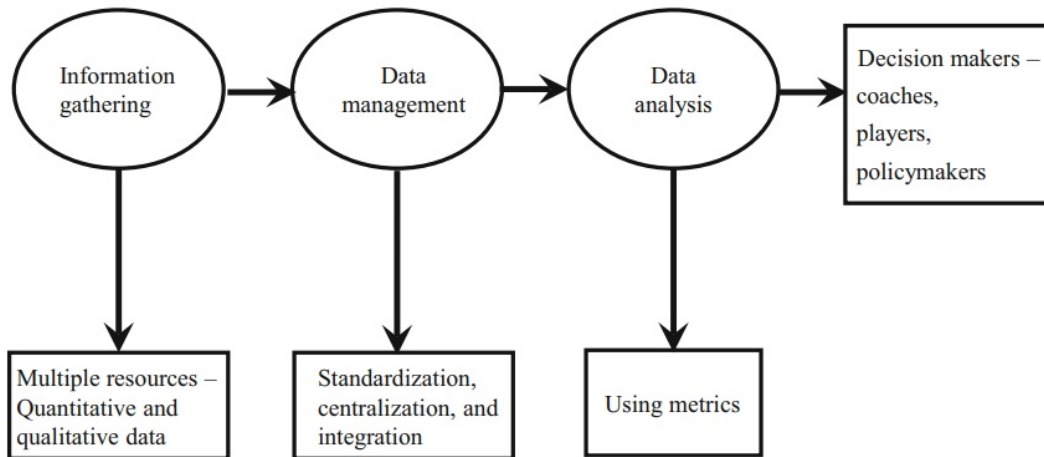 Information
gathering
Data
management
Data
analysis
Decision makers –
coaches,
players,
policymakers
Multiple resources –
Quantitative and
qualitative data
Standardization,
centralization, and
integration
Using metrics